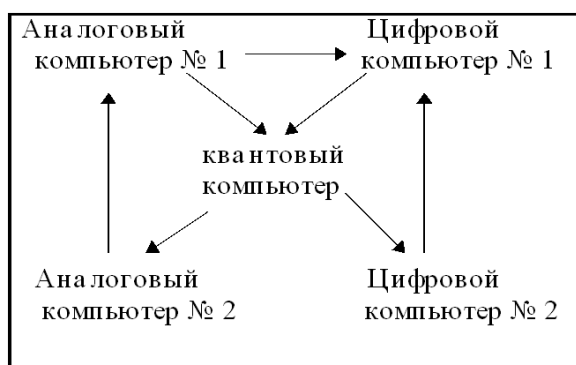 Аналоговый
компьютер № 1
Цифровой
компьютер № 1
квантовый
компьютер
Аналоговый
компьютер № 2
Цифровой
компьютер № 2